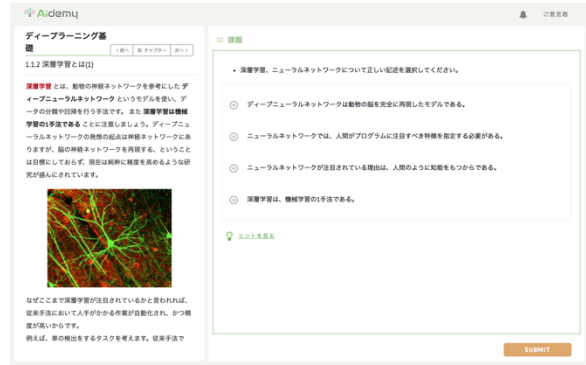 Aidemy
ご意見箱
ディープラーニング基
礎
<前へ
チャプター
次へ>
1.1.2 深層学習とは(1)
深層学習 とは、動物の神経ネットワークを参考にした デ
ィープニューラルネットワーク というモデルを使い、デ
ータの分類や回帰を行う手法です。 また 深層学習は機械
学習の1手法である ことに注意しましょう。ディープニュ
ーラルネットワークの発想の起点は神経ネットワークにあ
りますが、脳の神経ネットワークを再現する、ということ
は目標にしておらず、現在は純粋に精度を高めるような研
究が盛んにされています。
なぜここまで深層学習が注目されているかと言われれば、
従来手法において人手がかかる作業が自動化され、かつ精
度が高いからです。
例えば、車の検出をするタスクを考えます。従来手法で
課題
• 深層学習、ニューラルネットワークについて正しい記述を選択してください。
ディープニューラルネットワークは動物の脳を完全に再現したモデルである。
ニューラルネットワークでは、人間がプログラムに注目すべき特徴を指定する必要がある。
ニューラルネットワークが注目されている理由は、人間のように知能をもつからである。
深層学習は、機械学習の1手法である。
ヒントを見る
SUBMIT